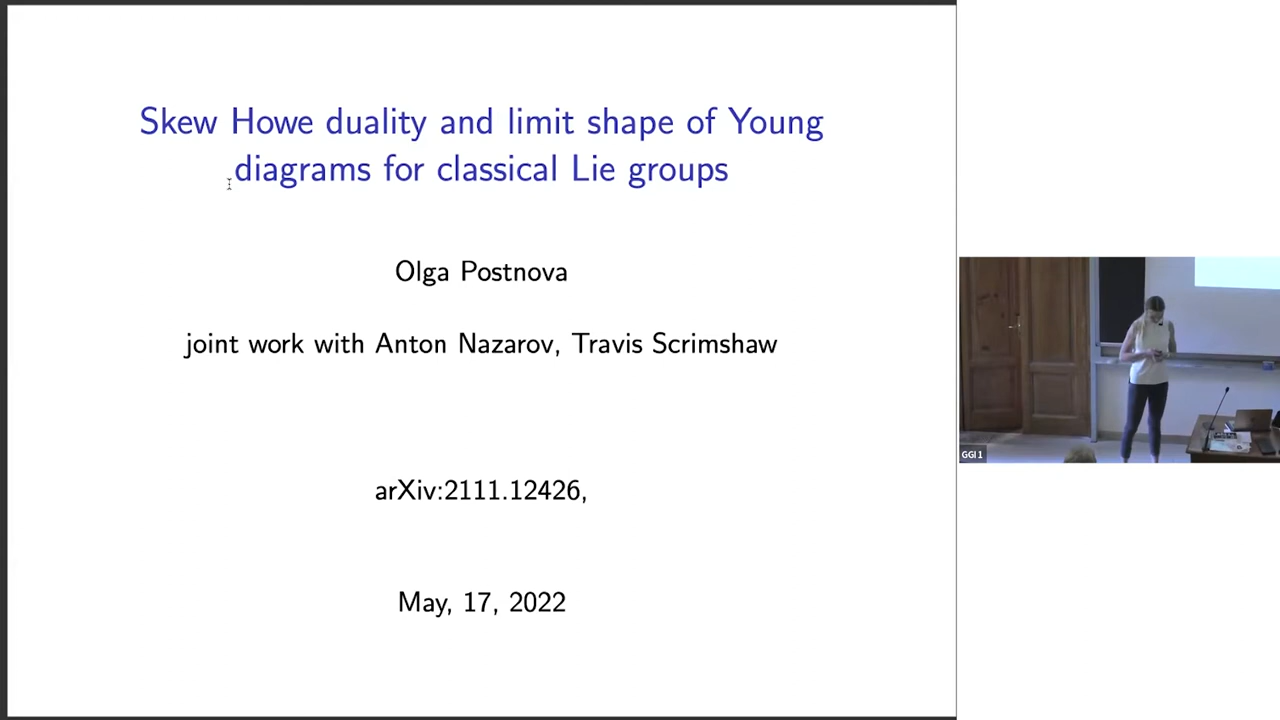 Skew Howe duality and limit shape of Young
diagrams for classical Lie groups
Olga Postnova
joint work with Anton Nazarov, Travis Scrimshaw
arXiv:2111.12426,
May, 17, 2022
GGI 1